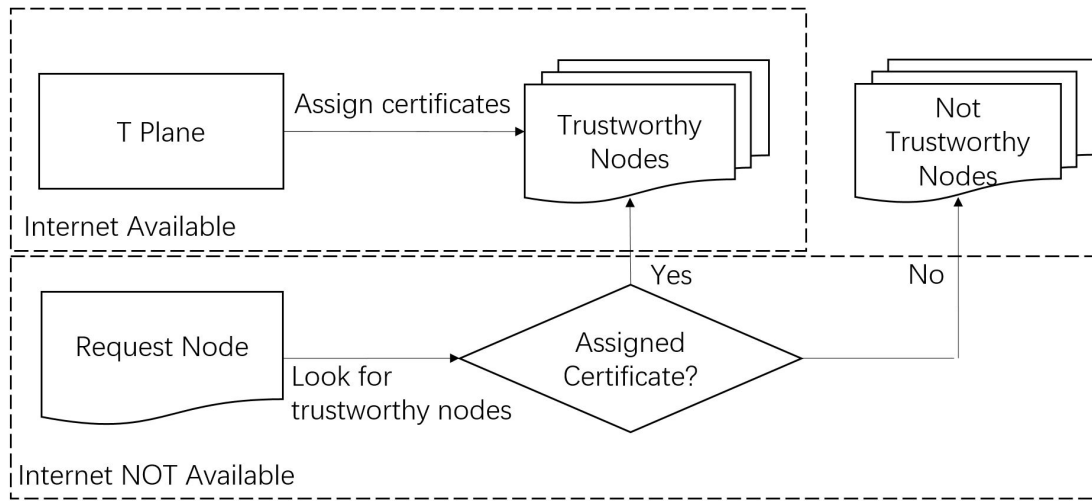 T Plane
Assign certificates
Trustworthy
Nodes
Not
Trustworthy
Nodes
Internet Available
Yes
No
Request Node
Look for
trustworthy nodes
Assigned
Certificate?
Internet NOT Available